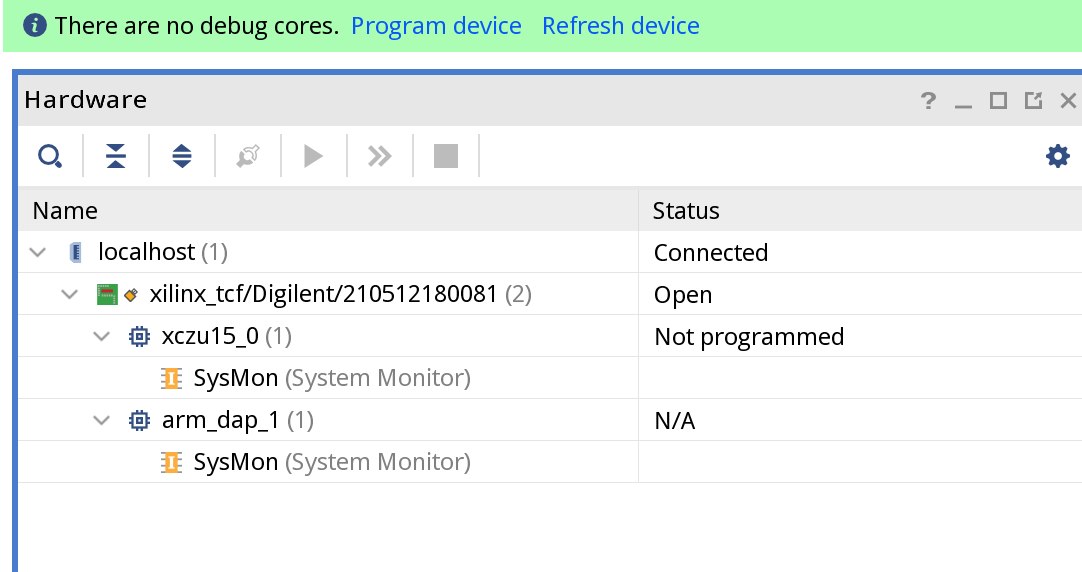 There are no debug cores. Program device Refresh device
Hardware
Name Status
localhost (1) Connected
xilinx_tcf/Digilent/210512180081 (2) Open
xczu15_0 (1) Not programmed
SysMon (System Monitor)
arm_dap_1 (1) N/A
SysMon (System Monitor)